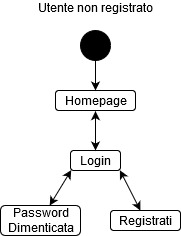 Utente non registrato
Homepage
Login
Password
Dimenticata
Registrati